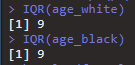 > IQR(age_white)
[1] 9
> IQR(age_black)
[1] 9